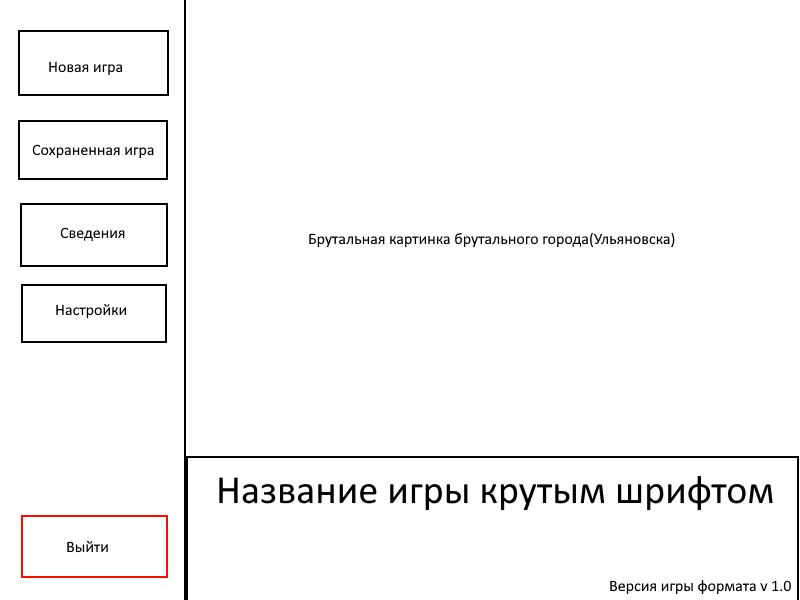 Новая игра
Сохраненная игра
Сведения
Настройки
Выйти
Брутальная картинка брутального города(Ульяновска)
Название игры крутым шрифтом
Версия игры формата v 1.0